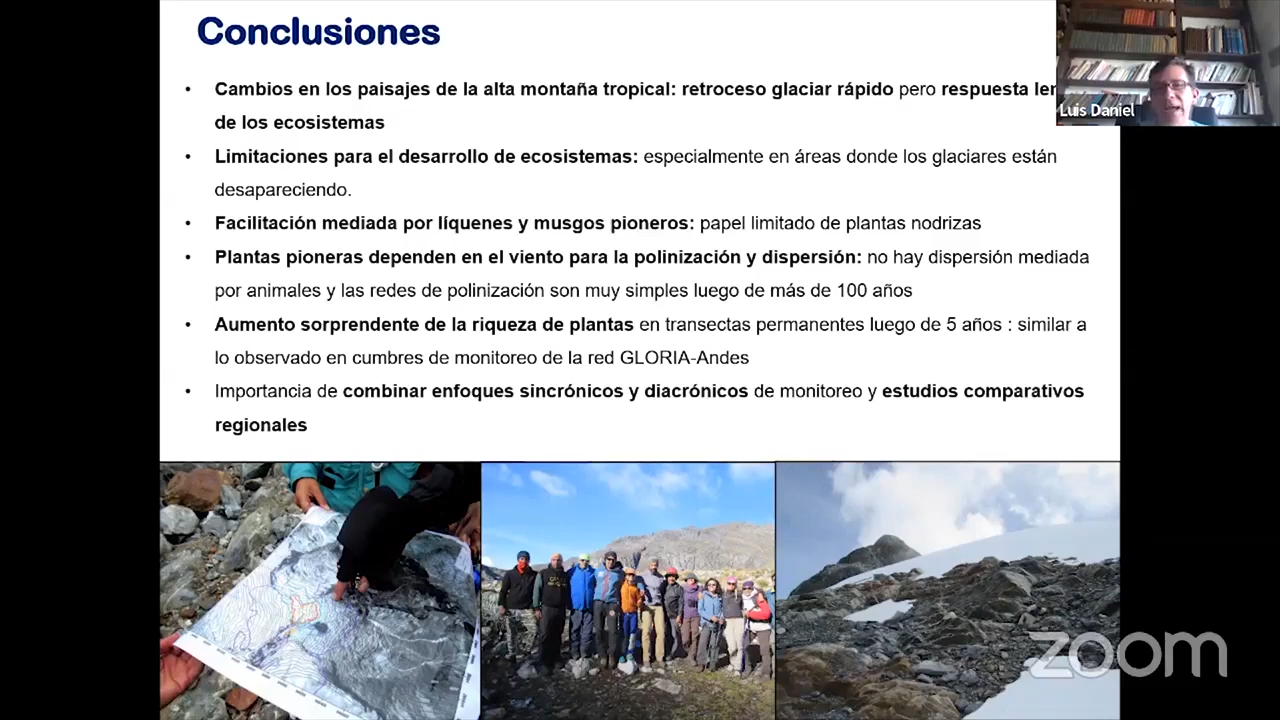 Conclusiones
• Cambios en los paisajes de la alta montaña tropical: retroceso glaciar rápido pero respuesta
de los ecosistemas
• Limitaciones para el desarrollo de ecosistemas: especialmente en áreas donde los glaciares están
desapareciendo.
• Facilitación mediada por líquenes y musgos pioneros: papel limitado de plantas nodrizas
• Plantas pioneras dependen en el viento para la polinización y dispersión: no hay dispersión mediada
por animales y las redes de polinización son muy simples luego de más de 100 años
• Aumento sorprendente de la riqueza de plantas en transectas permanentes luego de 5 años : similar a
lo observado en cumbres de monitoreo de la red GLORIA-Andes
• Importancia de combinar enfoques sincrónicos y diacrónicos de monitoreo y estudios comparativos
regionales
Luis Daniel
zoom